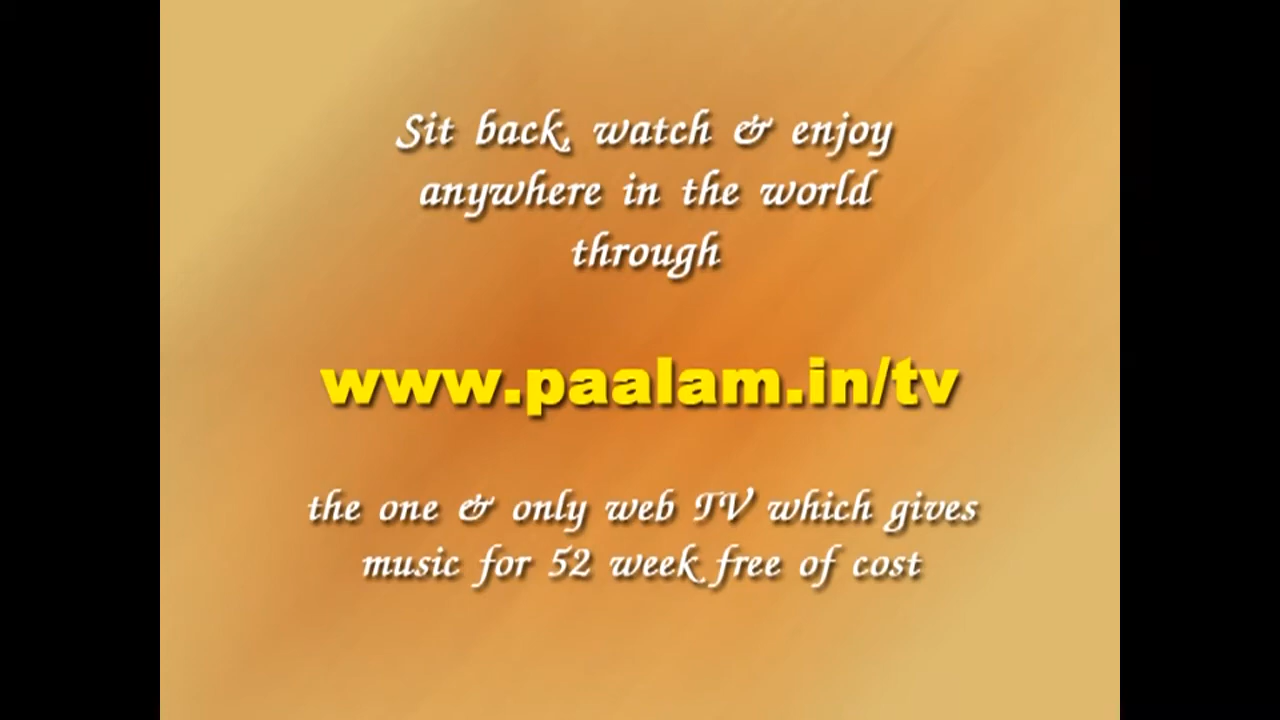 Sit back, watch & enjoy
anywhere in the world
through
www.paalam.in/tv
the one & only web TV which gives
music for 52 week free of cost